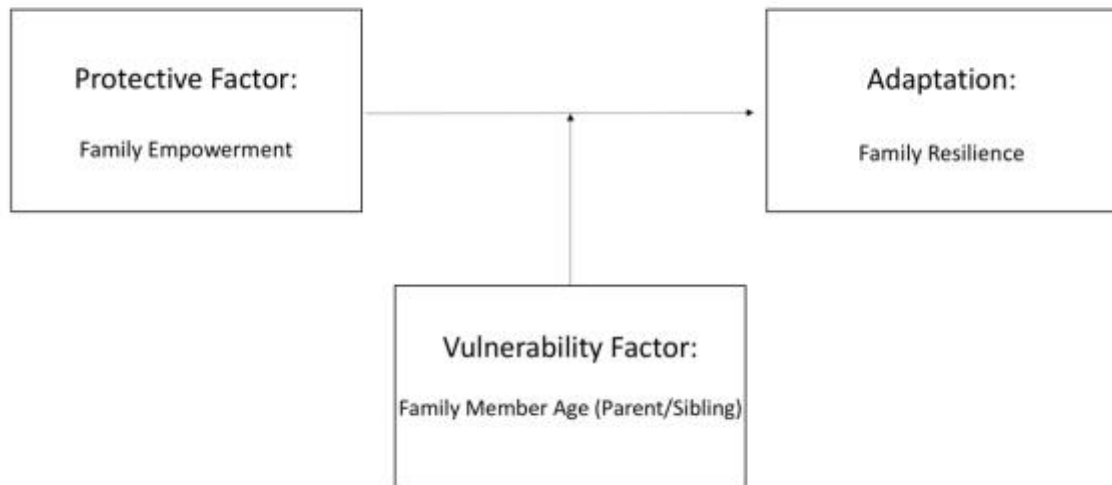 Protective Factor:
Family Empowerment
Adaptation:
Family Resilience
Vulnerability Factor:
Family Member Age (Parent/Sibling)